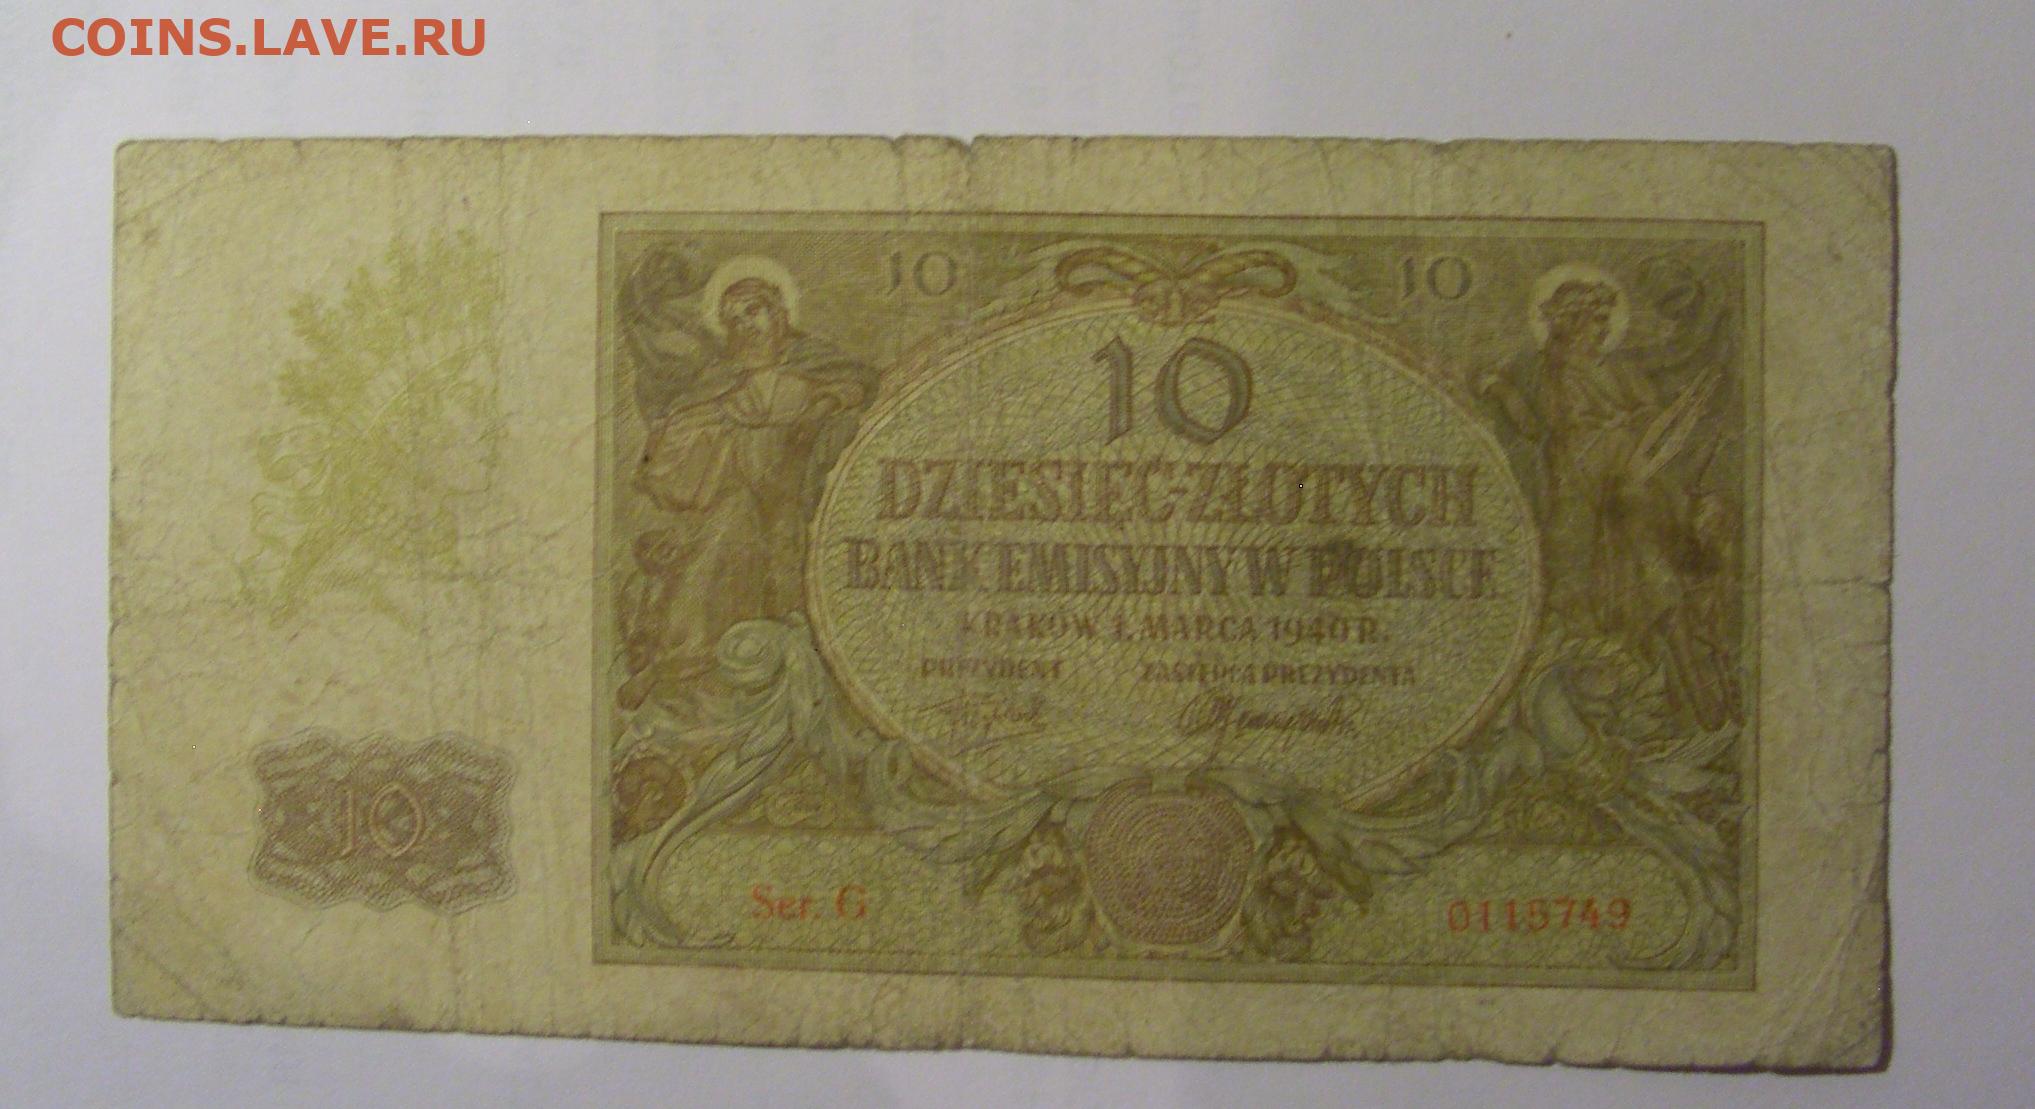 COINS.LAVE.RU
10 10
10
DZIESIĘĆ ZŁOTYCH
BANK EMISYJNY W POLSCE
KRAKÓW 1. MARCA 1940 R.
PREZYDENT ZASTĘPCA PREZYDENTA
10
Ser. G 0115749